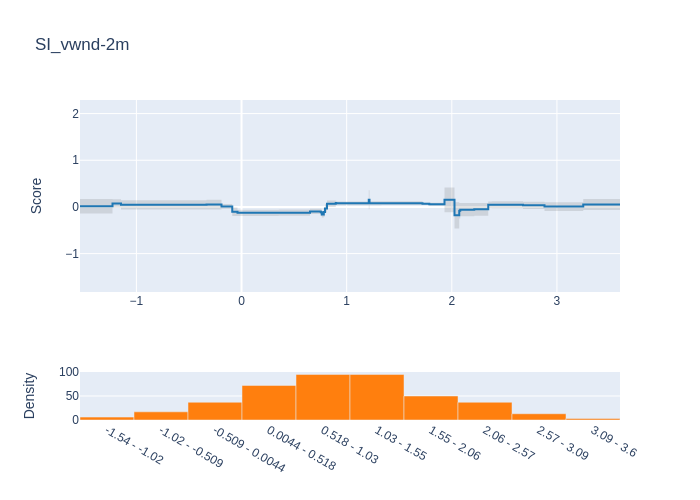 SI_vwnd-2m
Score
2
1
0
−1
−1
0
1
2
3
Density
100
50
0
-1.54 - -1.02
-1.02 - -0.509
-0.509 - 0.0044
0.0044 - 0.518
0.518 - 1.03
1.03 - 1.55
1.55 - 2.06
2.06 - 2.57
2.57 - 3.09
3.09 - 3.6